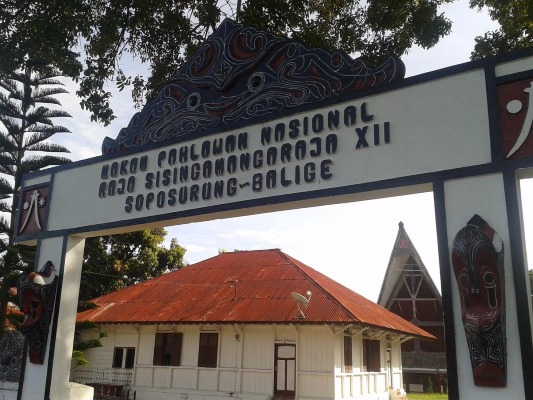 MAKAM PAHLAWAN NASIONAL
RAJA SISINGAMANGARAJA XII
SOPOSURUNG-BALIGE